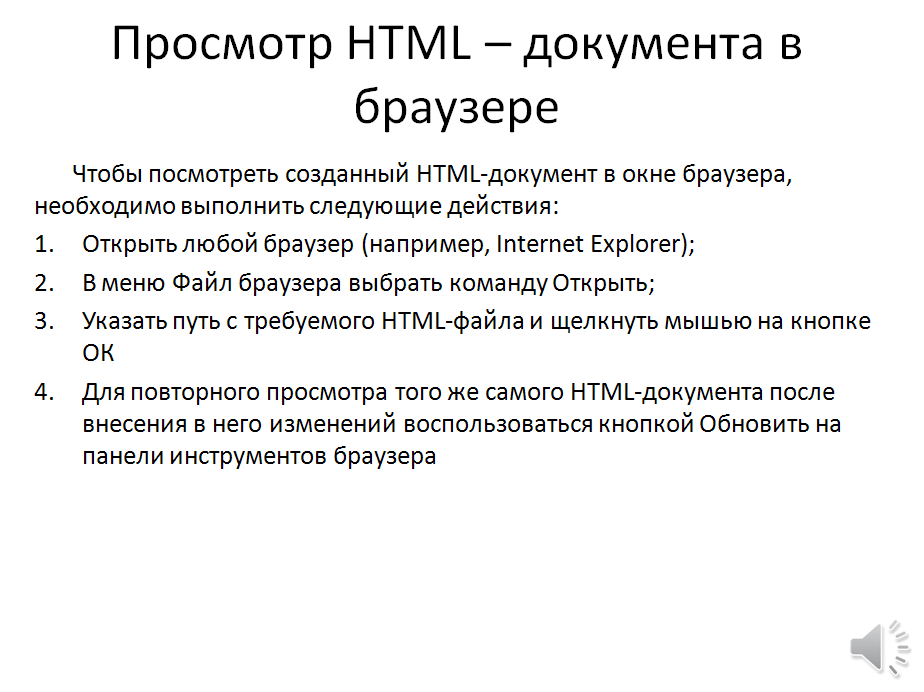 Просмотр HTML – документа в
браузере
Чтобы посмотреть созданный HTML-документ в окне браузера,
необходимо выполнить следующие действия:
1. Открыть любой браузер (например, Internet Explorer);
2. В меню Файл браузера выбрать команду Открыть;
3. Указать путь с требуемого HTML-файла и щелкнуть мышью на кнопке
ОК
4. Для повторного просмотра того же самого HTML-документа после
внесения в него изменений воспользоваться кнопкой Обновить на
панели инструментов браузера